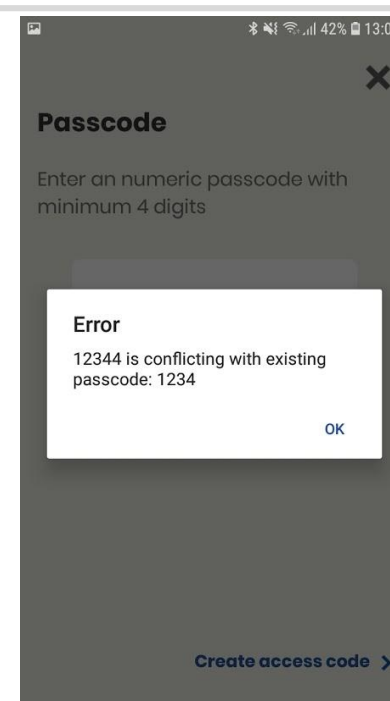 42% 13:0
Passcode
Enter an numeric passcode with
minimum 4 digits
Error
12344 is conflicting with existing
passcode: 1234
OK
Create access code